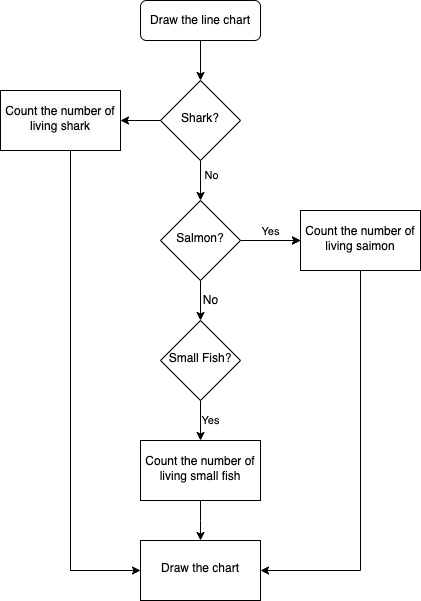 Draw the line chart
Shark?
Count the number of
living shark
No
Salmon?
Yes
Count the number of
living saimon
No
Small Fish?
Yes
Count the number of
living small fish
Draw the chart